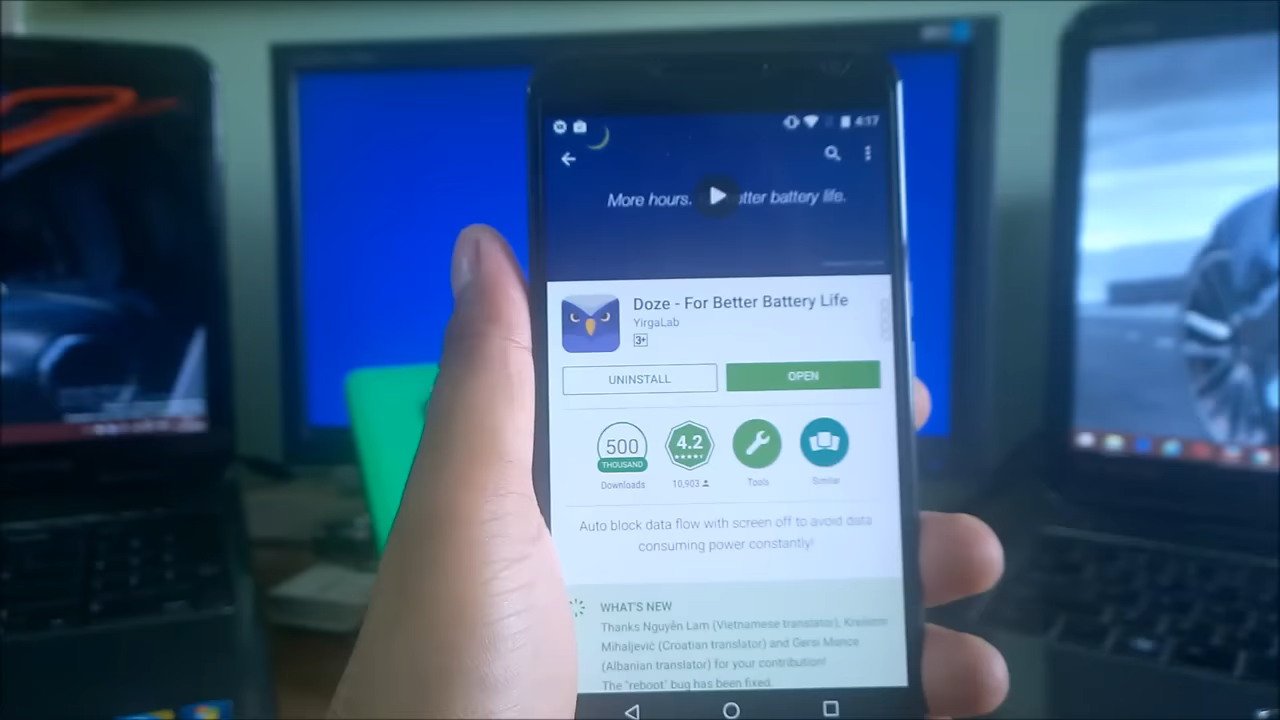 4:17
More hours. tter battery life.
Doze - For Better Battery Life
YirgaLab
3+
UNINSTALL
OPEN
500
THOUSAND
4.2
Downloads
10,903
Tools
Similar
Auto block data flow with screen off to avoid data
consuming power constantly!
WHAT'S NEW
Thanks Nguyên Lam (Vietnamese translator), Krešimir
Mihaljević (Croatian translator) and Gersi Mance
(Albanian translator) for your contribution!
The "reboot" bug has been fixed.